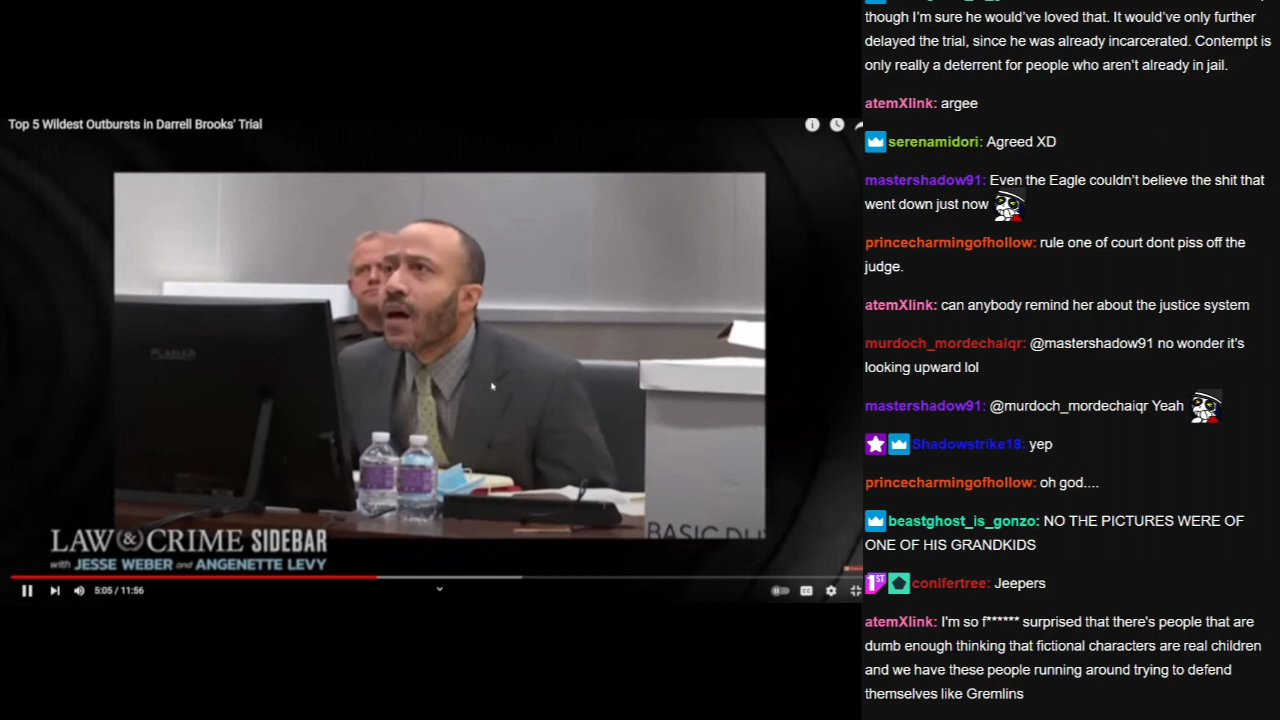 though I'm sure he would've loved that. It would've only further
delayed the trial, since he was already incarcerated. Contempt is
only really a deterrent for people who aren't already in jail.
atemXlink: argee
serenamidori: Agreed XD
mastershadow91: Even the Eagle couldn't believe the shit that
went down just now
princecharmingofhollow: rule one of court dont piss off the
judge.
atemXlink: can anybody remind her about the justice system
murdoch_mordechaiqr: @mastershadow91 no wonder it's
looking upward lol
mastershadow91: @murdoch_mordechaiqr Yeah
Shadowstrike18: yep
princecharmingofhollow: oh god....
beastghost_is_gonzo: NO THE PICTURES WERE OF
ONE OF HIS GRANDKIDS
1ST conifertree: Jeepers
atemXlink: I'm so f****** surprised that there's people that are
dumb enough thinking that fictional characters are real children
and we have these people running around trying to defend
themselves like Gremlins
Top 5 Wildest Outbursts in Darrell Brooks' Trial
PLANAR
BASIC DU
LAW & CRIME SIDEBAR
with JESSE WEBER and ANGENETTE LEVY
5:05 / 11:56